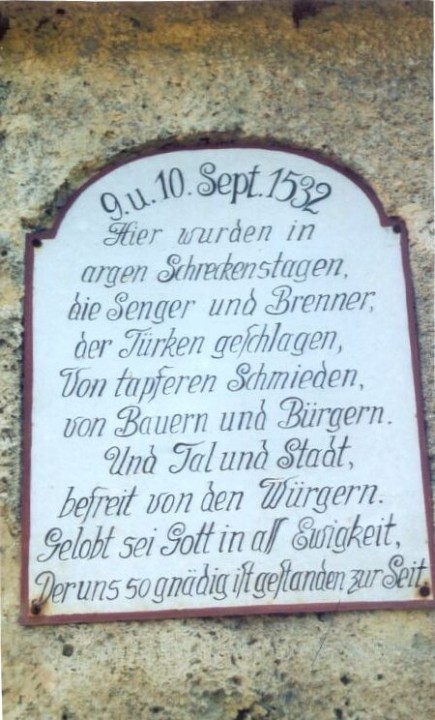 9. u. 10. Sept. 1532
Hier wurden in
argen Schreckenstagen,
die Senger und Brenner,
der Türken geschlagen,
Von tapferen Schmieden,
von Bauern und Bürgern.
Und Tal und Stadt,
befreit von den Würgern.
Gelobt sei Gott in all Ewigkeit,
Der uns so gnädig ist gestanden zur Seit.